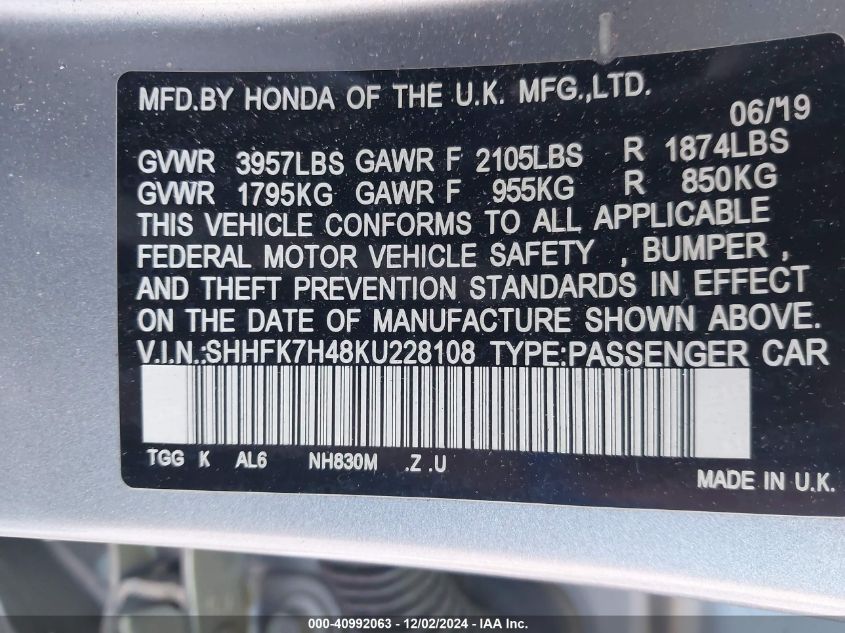 MFD.BY HONDA OF THE U.K. MFG.,LTD.
06/19
GVWR 3957LBS GAWR F 2105LBS R 1874LBS
GVWR 1795KG GAWR F 955KG R 850KG
THIS VEHICLE CONFORMS TO ALL APPLICABLE
FEDERAL MOTOR VEHICLE SAFETY , BUMPER ,
AND THEFT PREVENTION STANDARDS IN EFFECT
ON THE DATE OF MANUFACTURE SHOWN ABOVE.
V.I.N.:SHHFK7H48KU228108 TYPE:PASSENGER CAR
TGG K AL6 NH830M .Z .U
MADE IN U.K.
000-40992063 - 12/02/2024 - IAA Inc.